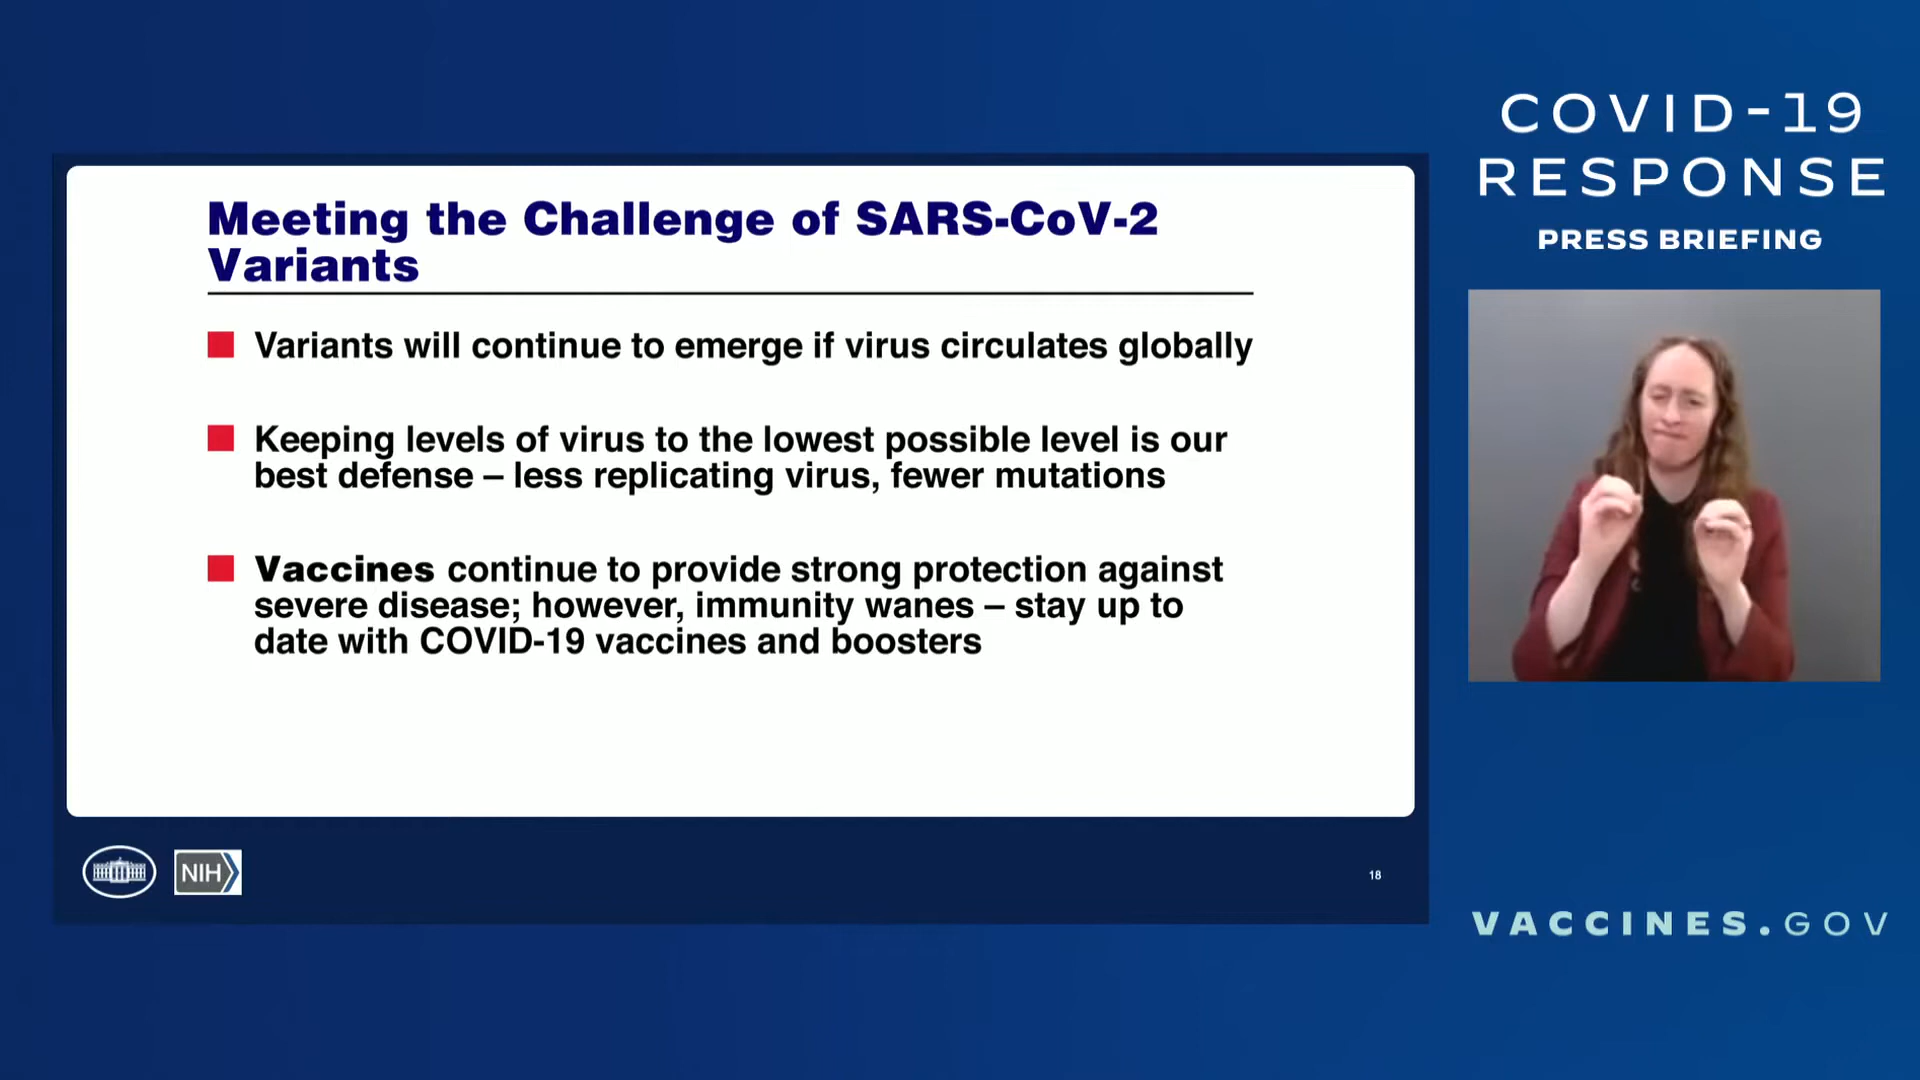 COVID-19
RESPONSE
PRESS BRIEFING
Meeting the Challenge of SARS-CoV-2
Variants
Variants will continue to emerge if virus circulates globally
Keeping levels of virus to the lowest possible level is our
best defense – less replicating virus, fewer mutations
Vaccines continue to provide strong protection against
severe disease; however, immunity wanes – stay up to
date with COVID-19 vaccines and boosters
NIH
18
VACCINES.GOV